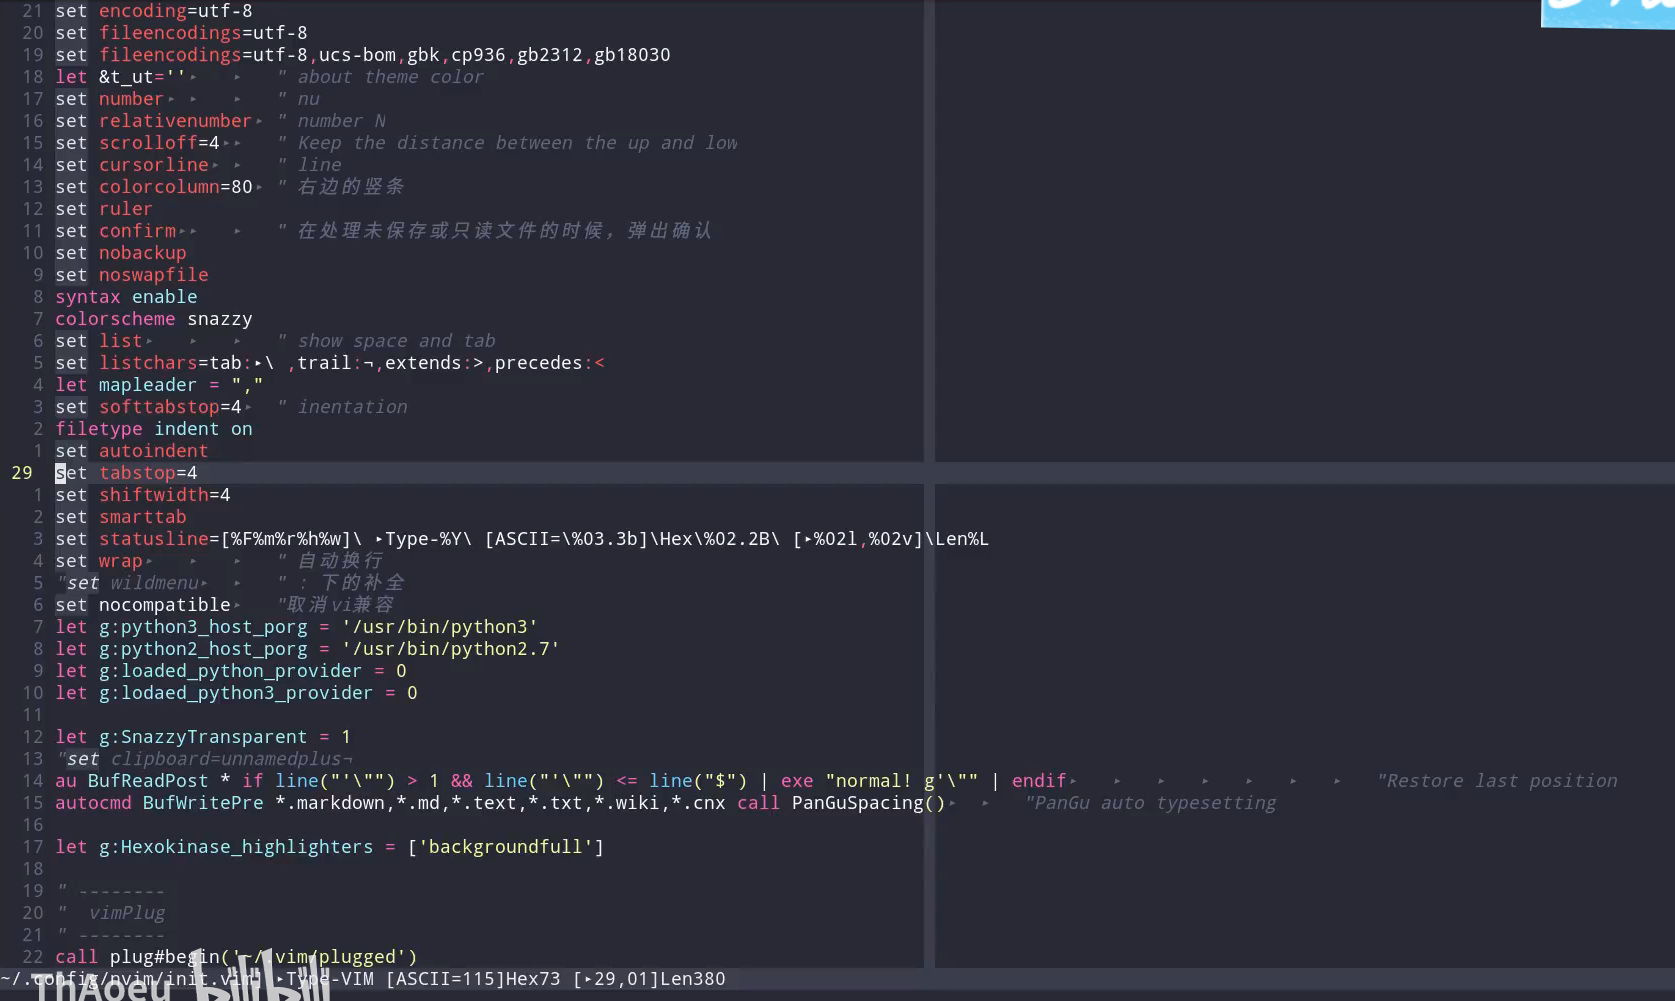 21 set encoding=utf-8
20 set fileencodings=utf-8
19 set fileencodings=utf-8,ucs-bom,gbk,cp936,gb2312,gb18030
18 let &t_ut=''▸ ▸ " about theme color
17 set number▸ ▸ ▸ " nu
16 set relativenumber▸ " number N
15 set scrolloff=4▸▸ " Keep the distance between the up and low
14 set cursorline▸ ▸ " line
13 set colorcolumn=80▸ " 右边的竖条
12 set ruler
11 set confirm▸▸ ▸ " 在处理未保存或只读文件的时候，弹出确认
10 set nobackup
9 set noswapfile
8 syntax enable
7 colorscheme snazzy
6 set list▸ ▸ ▸ " show space and tab
5 set listchars=tab:▸\ ,trail:¬,extends:>,precedes:<
4 let mapleader = ","
3 set softtabstop=4▸ " inentation
2 filetype indent on
1 set autoindent
29 set tabstop=4
1 set shiftwidth=4
2 set smarttab
3 set statusline=[%F%m%r%h%w]\ ▸Type-%Y\ [ASCII=\%03.3b]\Hex\%02.2B\ [▸%02l,%02v]\Len%L
4 set wrap▸ ▸ ▸ " 自动换行
5 "set wildmenu▸ ▸ " : 下的补全
6 set nocompatible▸ "取消vi兼容
7 let g:python3_host_porg = '/usr/bin/python3'
8 let g:python2_host_porg = '/usr/bin/python2.7'
9 let g:loaded_python_provider = 0
10 let g:lodaed_python3_provider = 0
11
12 let g:SnazzyTransparent = 1
13 "set clipboard=unnamedplus¬
14 au BufReadPost * if line("'\"") > 1 && line("'\"") <= line("$") | exe "normal! g'\"" | endif▸ ▸ ▸ ▸ ▸ ▸ ▸ "Restore last position
15 autocmd BufWritePre *.markdown,*.md,*.text,*.txt,*.wiki,*.cnx call PanGuSpacing()▸ ▸ "PanGu auto typesetting
16
17 let g:Hexokinase_highlighters = ['backgroundfull']
18
19 " --------
20 " vimPlug
21 " --------
22 call plug#begin('~/.vim/plugged')
~/.config/nvim/init.vim] ▸Type-VIM [ASCII=115]Hex73 [▸29,01]Len380
bilibili